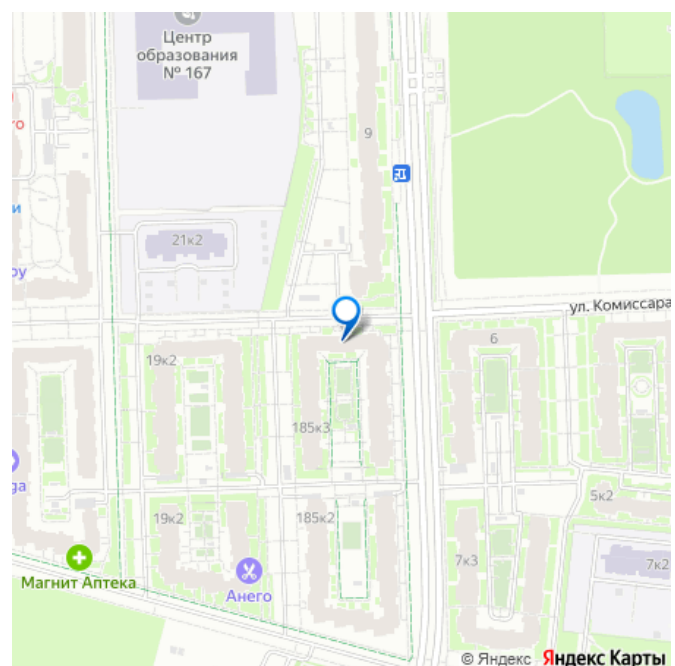 Центр
образования
№ 167
го
9
21к2
ул. Комиссара
6
19к2
185к3
5к2
19к2
185к2
7к3
7к2
Магнит Аптека
Анего
© Яндекс Яндекс Карты